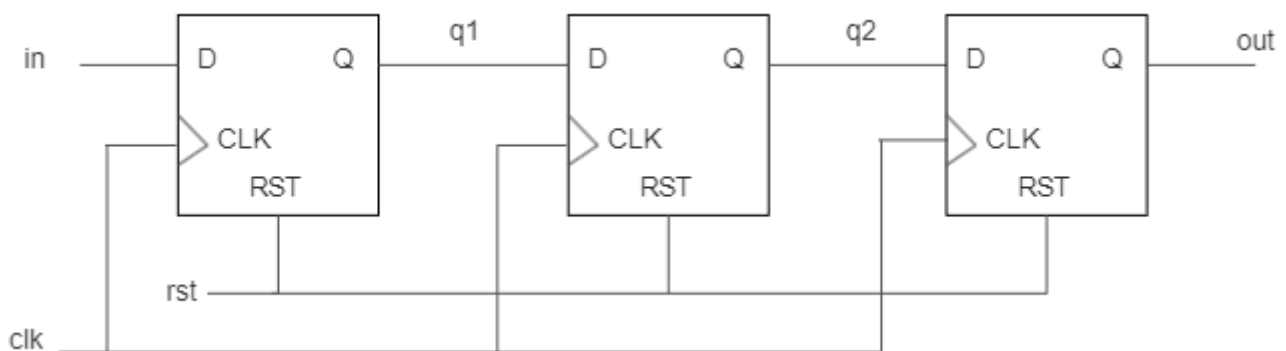 q1 q2
in D Q D Q D Q out
CLK CLK CLK
RST RST RST
rst
clk